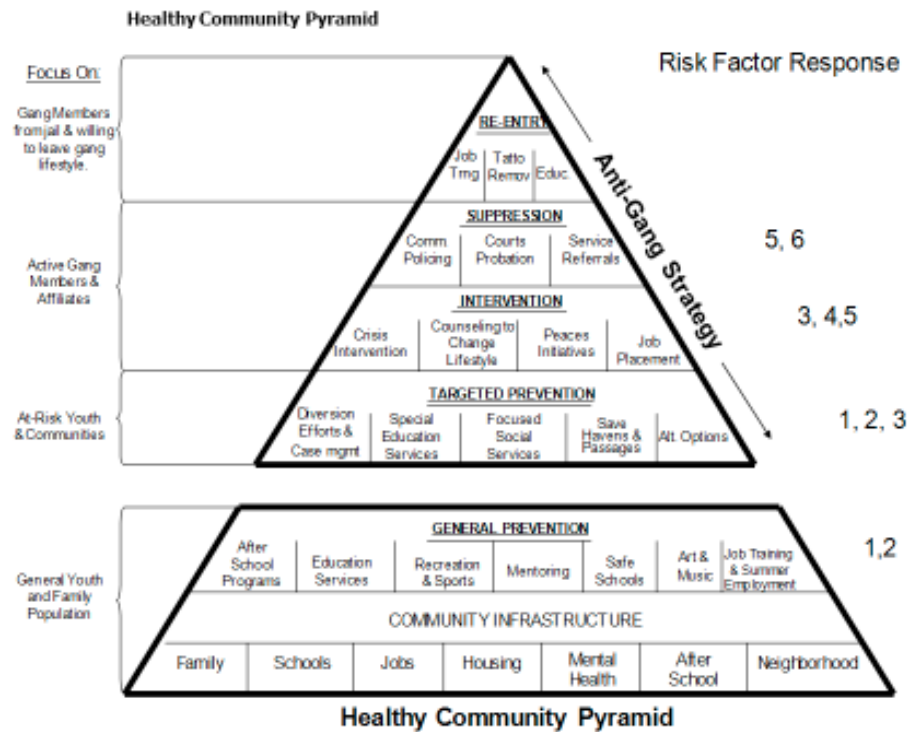 Healthy Community Pyramid
Focus On:
Risk Factor Response
Gang Members
from jail & willing
to leave gang
lifestyle.
RE-ENTRY
Job
Trng
Tatto
Remov
Educ.
Anti-Gang Strategy
Active Gang
Members &
Affiliates
SUPPRESSION
Comm.
Policing
Courts
Probation
Service
Referrals
5, 6
INTERVENTION
Crisis
Intervention
Counseling to
Change
Lifestyle
Peaces
Initiatives
Job
Placement
3, 4,5
At-Risk Youth
& Communities
TARGETED PREVENTION
Diversion
Efforts &
Case mgmt
Special
Education
Services
Focused
Social
Services
Save
Havens &
Passages
Alt. Options
1, 2, 3
General Youth
and Family
Population
GENERAL PREVENTION
After
School
Programs
Education
Services
Recreation
& Sports
Mentoring
Safe
Schools
Art &
Music
Job Training
& Summer
Employment
1,2
COMMUNITY INFRASTRUCTURE
Family
Schools
Jobs
Housing
Mental
Health
After
School
Neighborhood
Healthy Community Pyramid